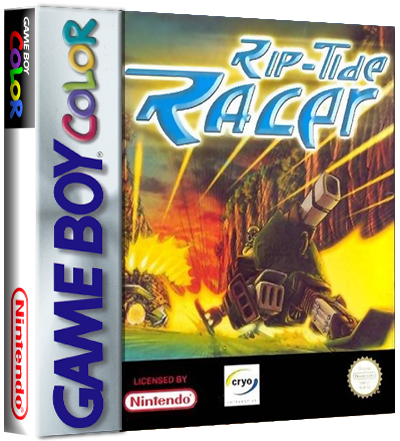 GAME BOY
COLOR
Nintendo
GAME BOY COLOR
Rip-Tide
Racer
LICENSED BY
Nintendo
cryo